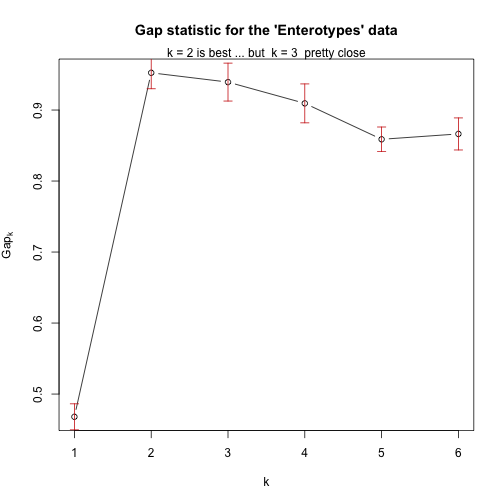 Gap statistic for the 'Enterotypes' data
k = 2 is best ... but  k = 3  pretty close
Gapk
0.9
0.8
0.7
0.6
0.5
1 2 3 4 5 6
k